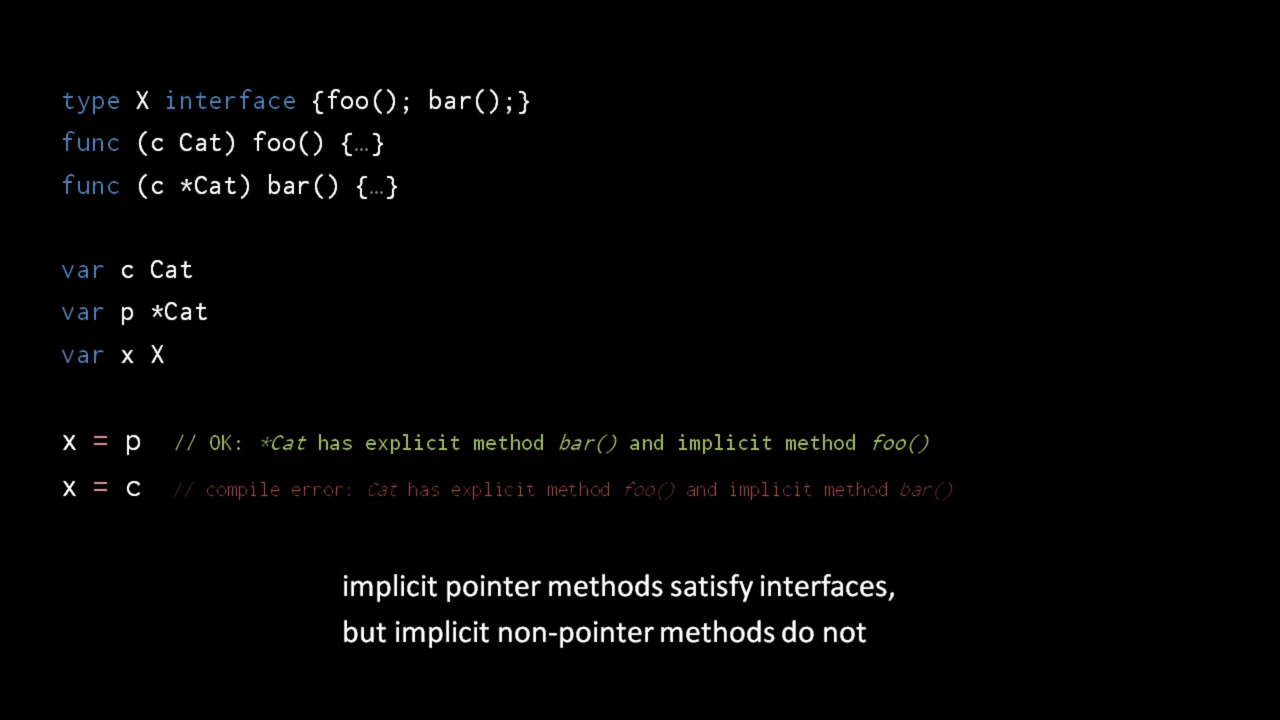 type X interface {foo(); bar();}
func (c Cat) foo() {…}
func (c *Cat) bar() {…}
var c Cat
var p *Cat
var x X
x = p // OK: *Cat has explicit method bar() and implicit method foo()
x = c // compile error: Cat has explicit method foo() and implicit method bar()
implicit pointer methods satisfy interfaces,
but implicit non-pointer methods do not